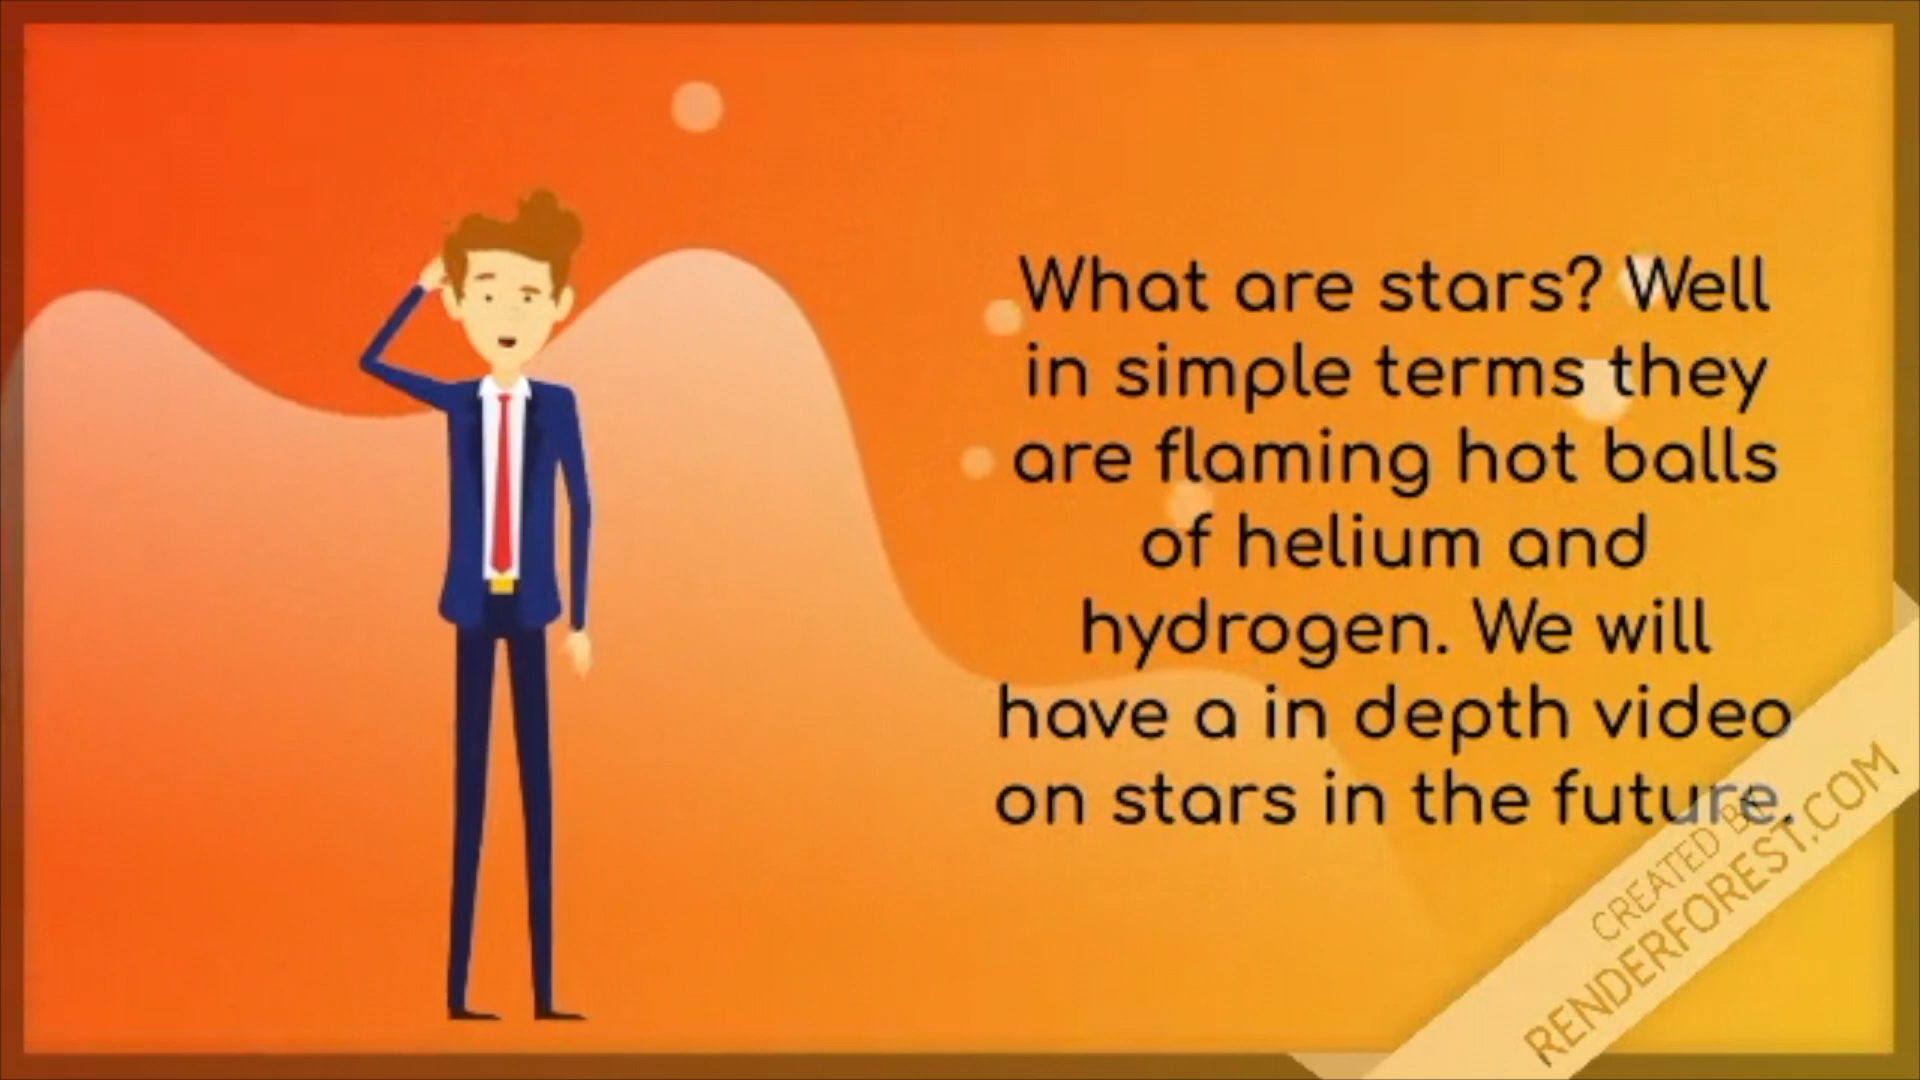 What are stars? Well
in simple terms they
are flaming hot balls
of helium and
hydrogen. We will
have a in depth video
on stars in the future.
CREATED BY
RENDERFOREST.COM